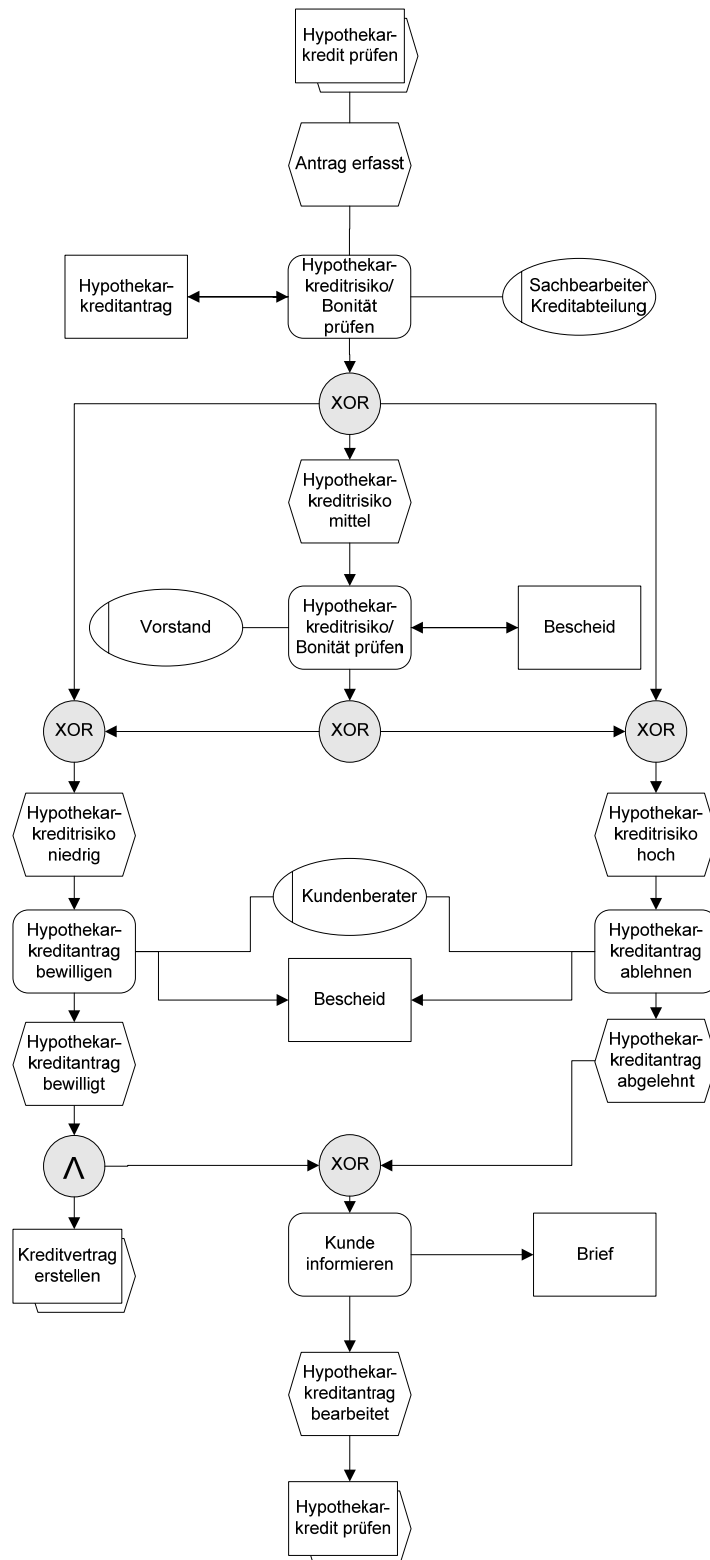 Hypothekar-
kredit prüfen
Antrag erfasst
Hypothekar-
kreditantrag
Hypothekar-
kreditrisiko/
Bonität
prüfen
Sachbearbeiter
Kreditabteilung
XOR
Hypothekar-
kreditrisiko
mittel
Vorstand
Hypothekar-
kreditrisiko/
Bonität prüfen
Bescheid
XOR
XOR
XOR
Hypothekar-
kreditrisiko
niedrig
Hypothekar-
kreditrisiko
hoch
Kundenberater
Hypothekar-
kreditantrag
bewilligen
Hypothekar-
kreditantrag
ablehnen
Bescheid
Hypothekar-
kreditantrag
bewilligt
Hypothekar-
kreditantrag
abgelehnt
Λ
XOR
Kreditvertrag
erstellen
Kunde
informieren
Brief
Hypothekar-
kreditantrag
bearbeitet
Hypothekar-
kredit prüfen